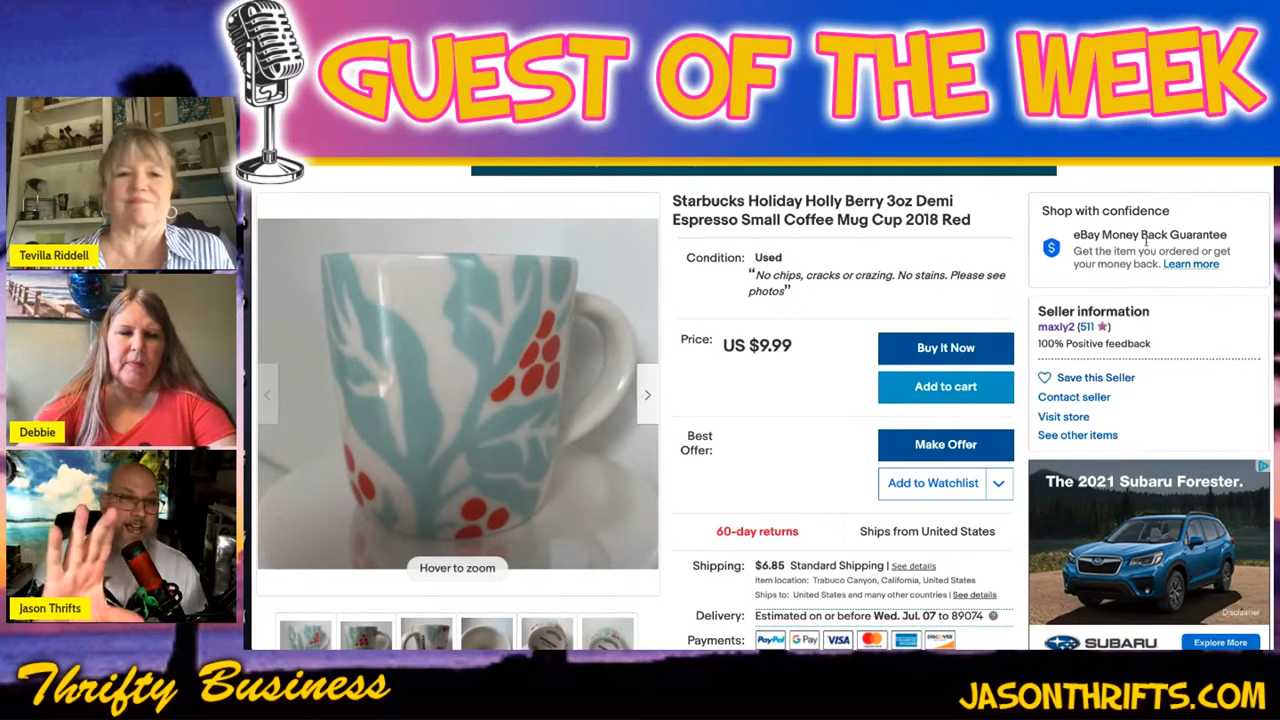 GUEST OF THE WEEK
Tevilla Riddell
Debbie
Jason Thrifts
Hover to zoom
Starbucks Holiday Holly Berry 3oz Demi
Espresso Small Coffee Mug Cup 2018 Red
Condition: Used
"No chips, cracks or crazing. No stains. Please see
photos"
Price: US $9.99
Buy It Now
Add to cart
Best
Offer:
Make Offer
Add to Watchlist
60-day returns
Ships from United States
Shipping: $6.85 Standard Shipping | See details
Item location: Trabuco Canyon, California, United States
Ships to: United States and many other countries | See details
Delivery: Estimated on or before Wed. Jul. 07 to 89074
Payments: PayPal G Pay VISA DISCOVER
Shop with confidence
eBay Money Back Guarantee
Get the item you ordered or get
your money back. Learn more
Seller information
maxly2 (511 ★)
100% Positive feedback
Save this Seller
Contact seller
Visit store
See other items
The 2021 Subaru Forester.
Disclaimer
SUBARU
Explore More
Thrifty Business
JASONTHRIFTS.COM